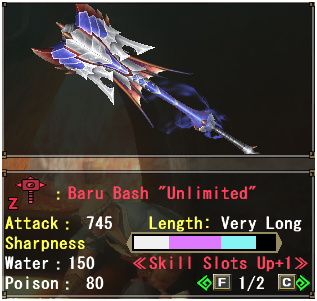 Z : Baru Bash "Unlimited"
Attack : 745 Length: Very Long
Sharpness
Water : 150 ≪Skill Slots Up+1≫
Poison : 80 F 1/2 C